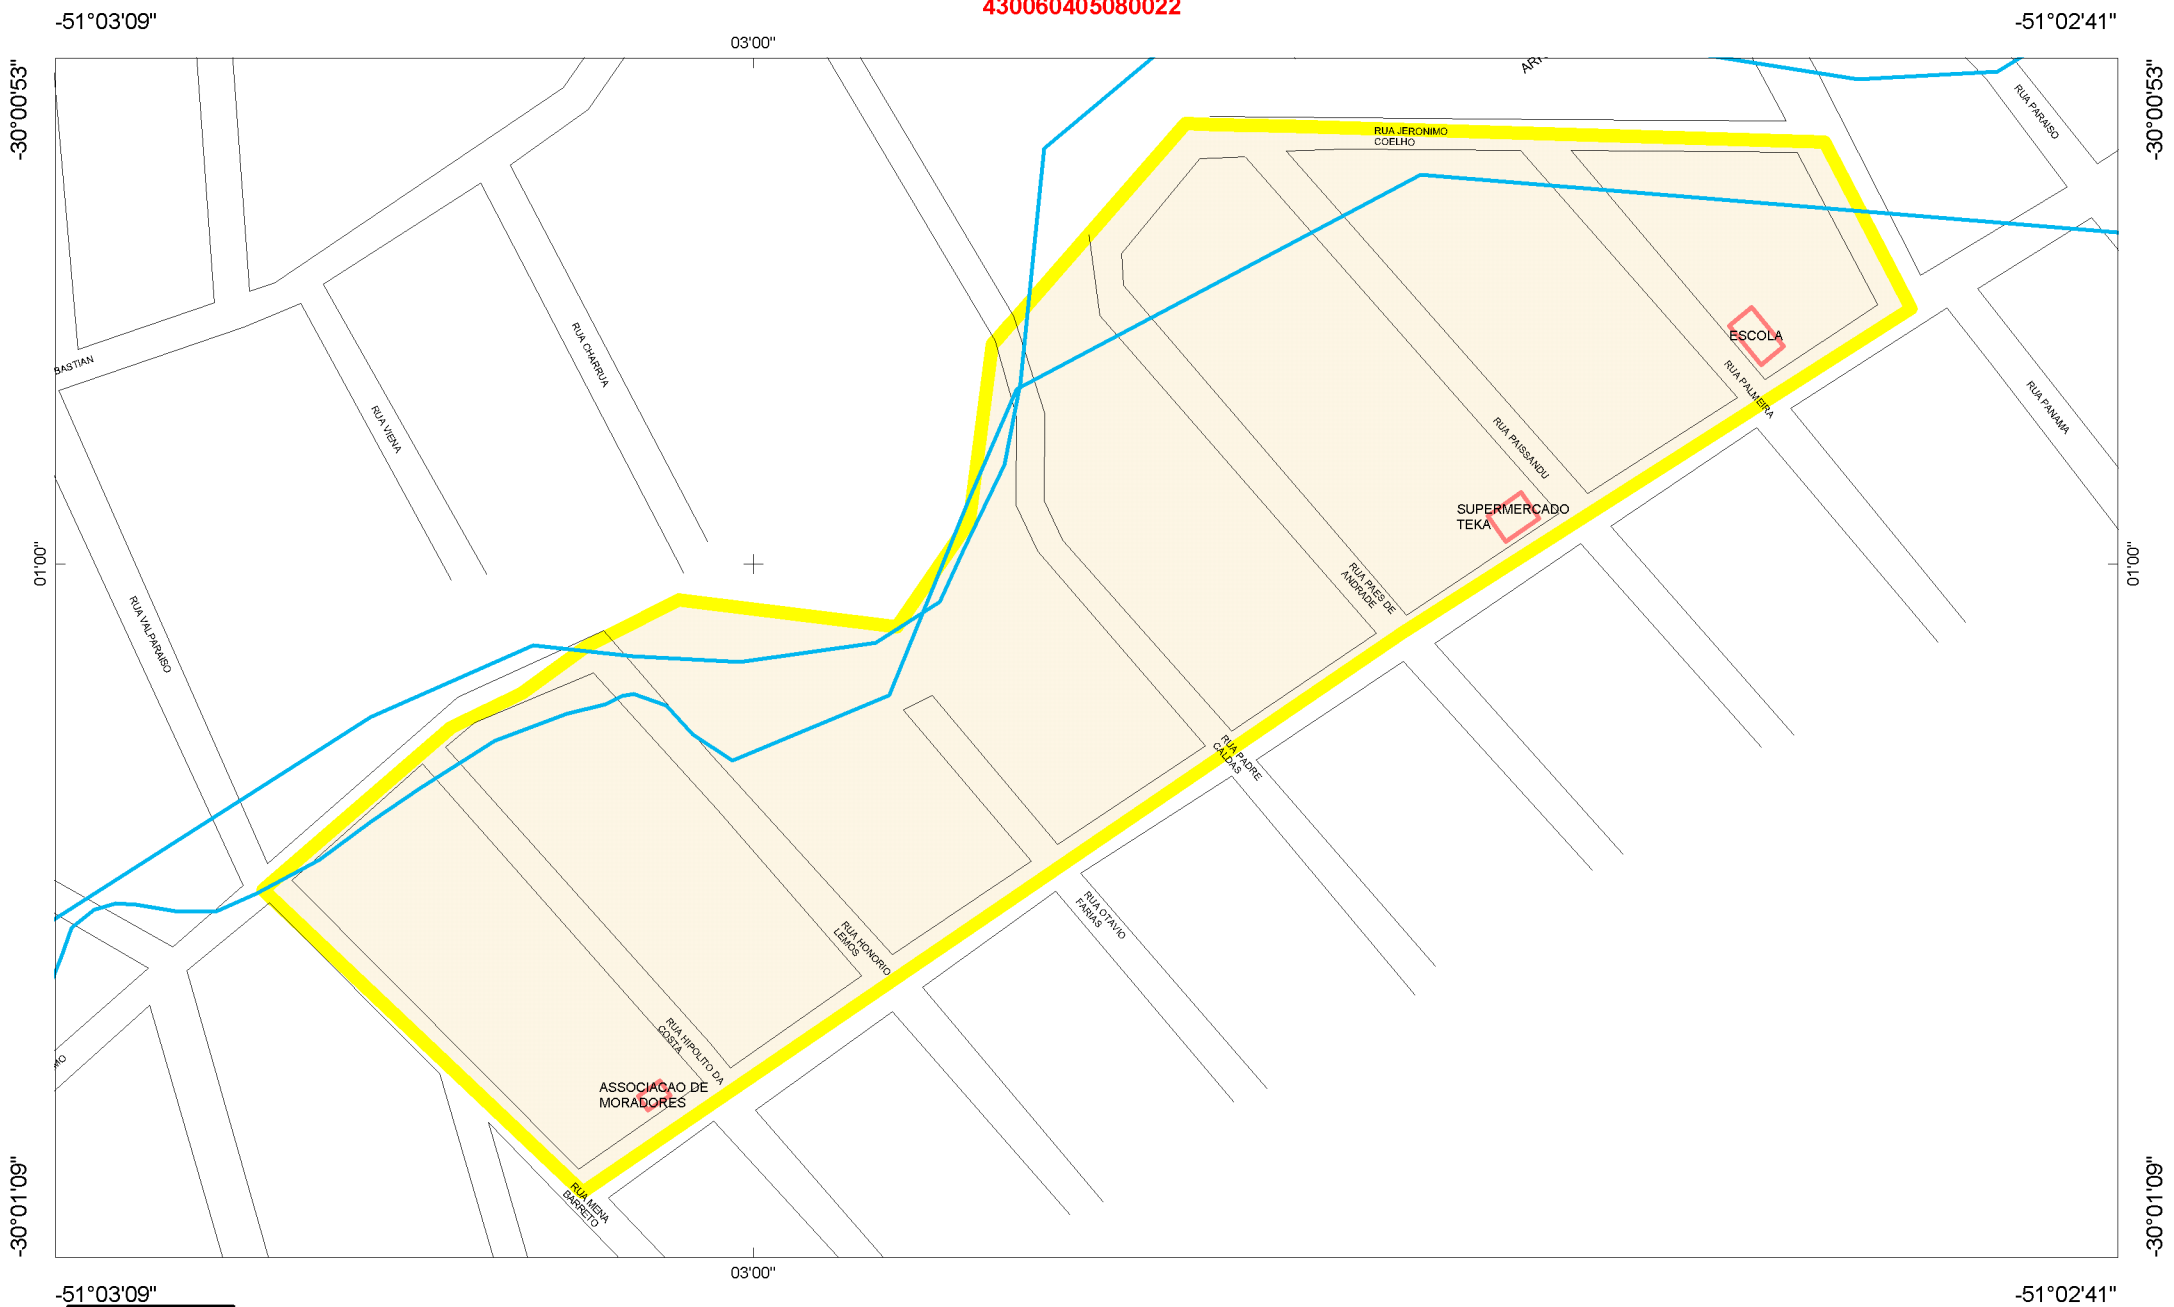 430060405080022
-51°03'09"
-51°02'41"
03'00"
-30°00'53"
-30°00'53"
RUA PARAISO
RUA JERONIMO
COELHO
BASTIAN
RUA CHARRUA
RUA VIENA
ESCOLA
RUA PALMEIRA
RUA PANAMA
RUA PAISSANDU
SUPERMERCADO
TEKA
01'00"
01'00"
RUA VALPARAISO
RUA PAES DE
ANDRADE
RUA PADRE
CALDAS
RUA OTAVIO
FARIAS
RUA HONORIO
LEMOS
RUA HIPOLITO DA
COSTA
ASSOCIACAO DE
MORADORES
RUA MENA
BARRETO
-30°01'09"
-30°01'09"
03'00"
-51°03'09"
-51°02'41"